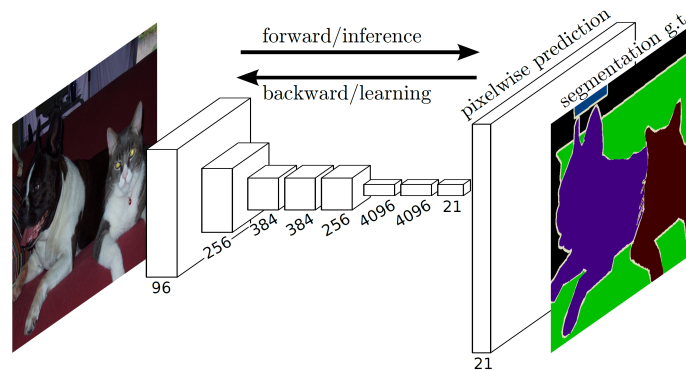 forward/inference
backward/learning
pixelwise prediction
segmentation g.t.
96
256
384
384
256
4096
4096
21
21